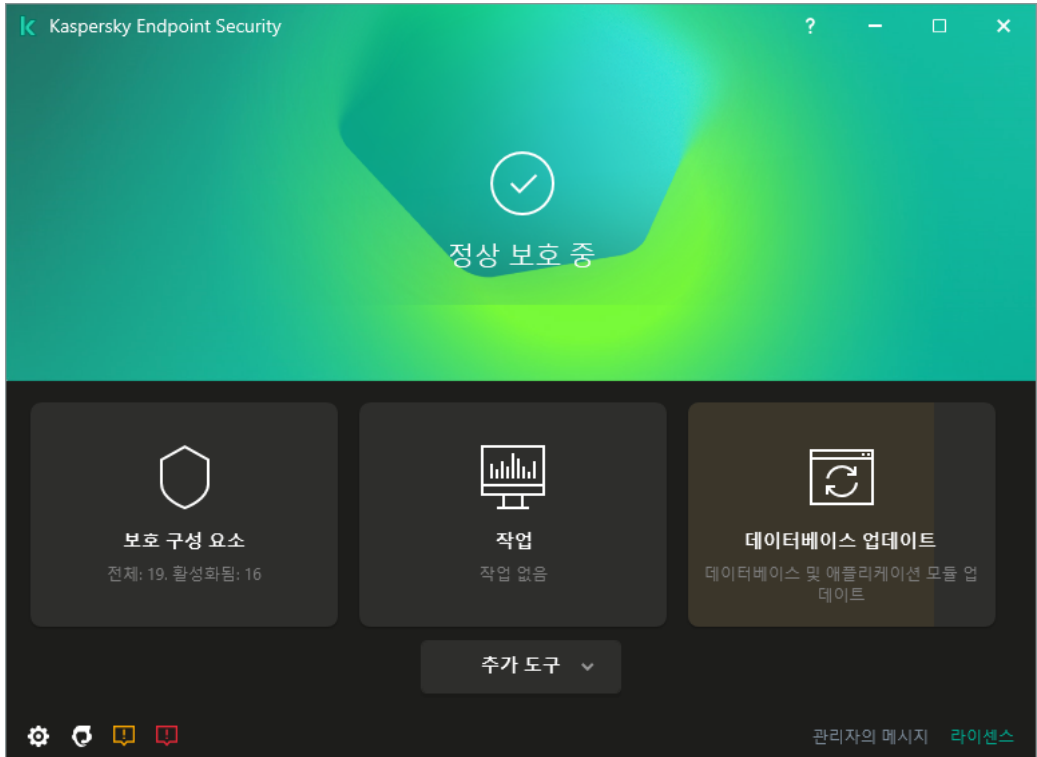 Kaspersky Endpoint Security
?
정상 보호 중
보호 구성 요소
전체: 19. 활성화됨: 16
작업
작업 없음
데이터베이스 업데이트
데이터베이스 및 애플리케이션 모듈 업
데이트
추가 도구
관리자의 메시지
라이센스